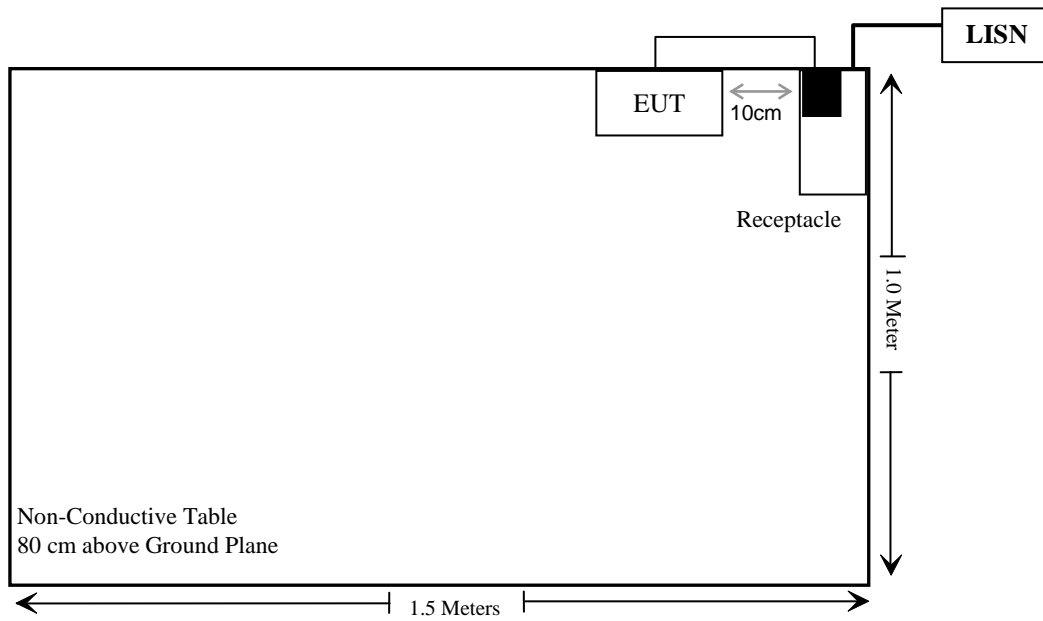 LISN
EUT
10cm
Receptacle
1.0 Meter
Non-Conductive Table
80 cm above Ground Plane
1.5 Meters